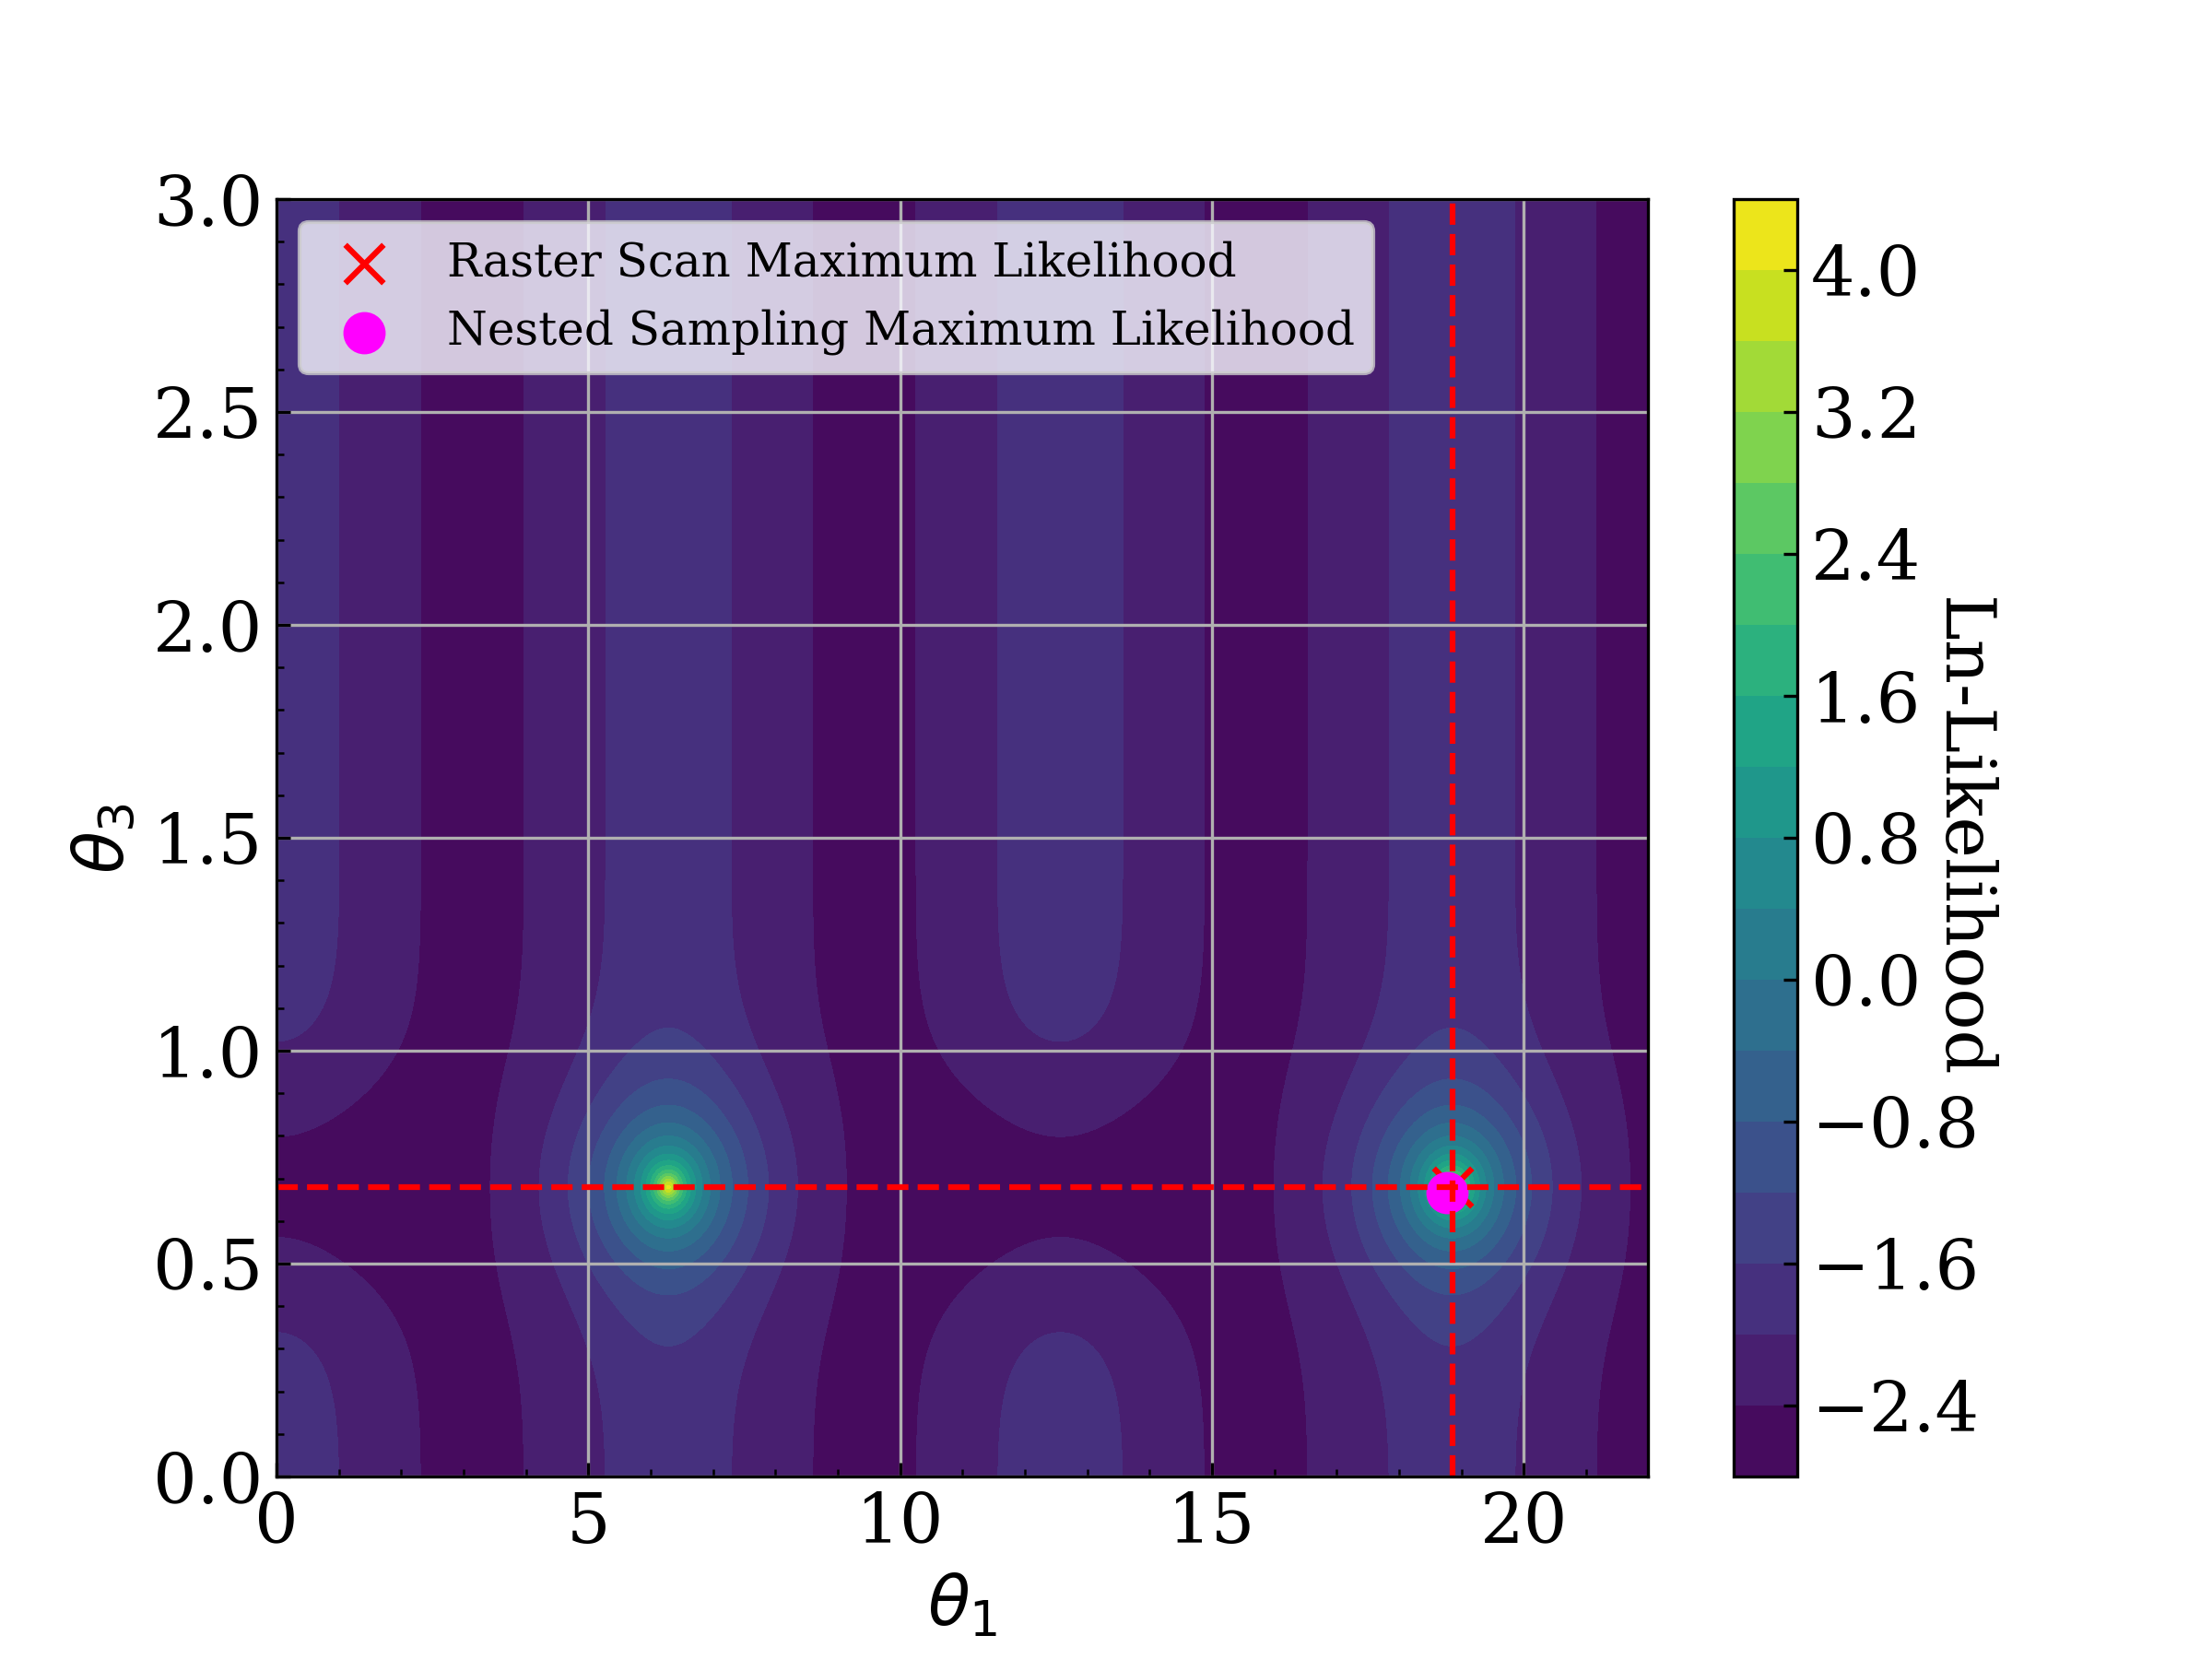 Raster Scan Maximum Likelihood
Nested Sampling Maximum Likelihood
3.0
2.5
2.0
1.5
1.0
0.5
0.0
θ3
0 5 10 15 20
θ1
4.0
3.2
2.4
1.6
0.8
0.0
−0.8
−1.6
−2.4
Ln-Likelihood